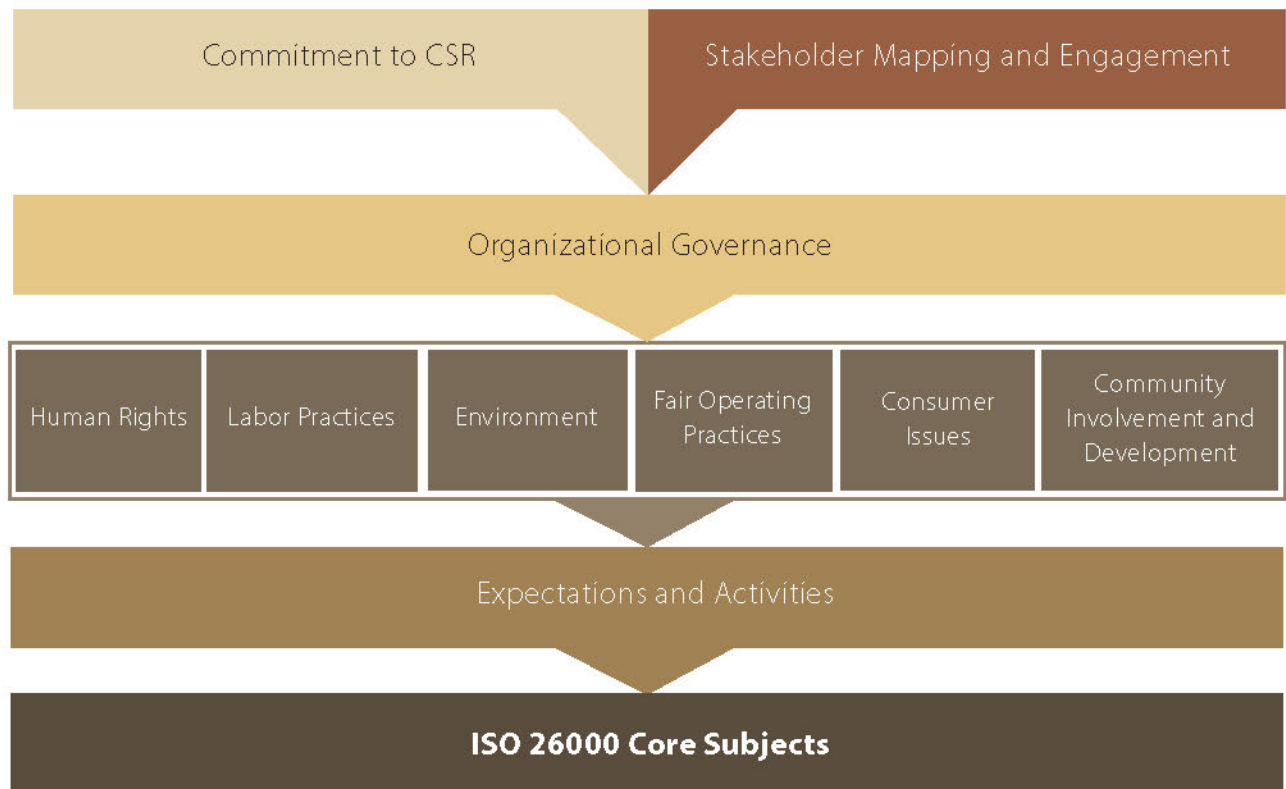 Commitment to CSR
Stakeholder Mapping and Engagement
Organizational Governance
Human Rights
Labor Practices
Environment
Fair Operating
Practices
Consumer
Issues
Community
Involvement and
Development
Expectations and Activities
ISO 26000 Core Subjects